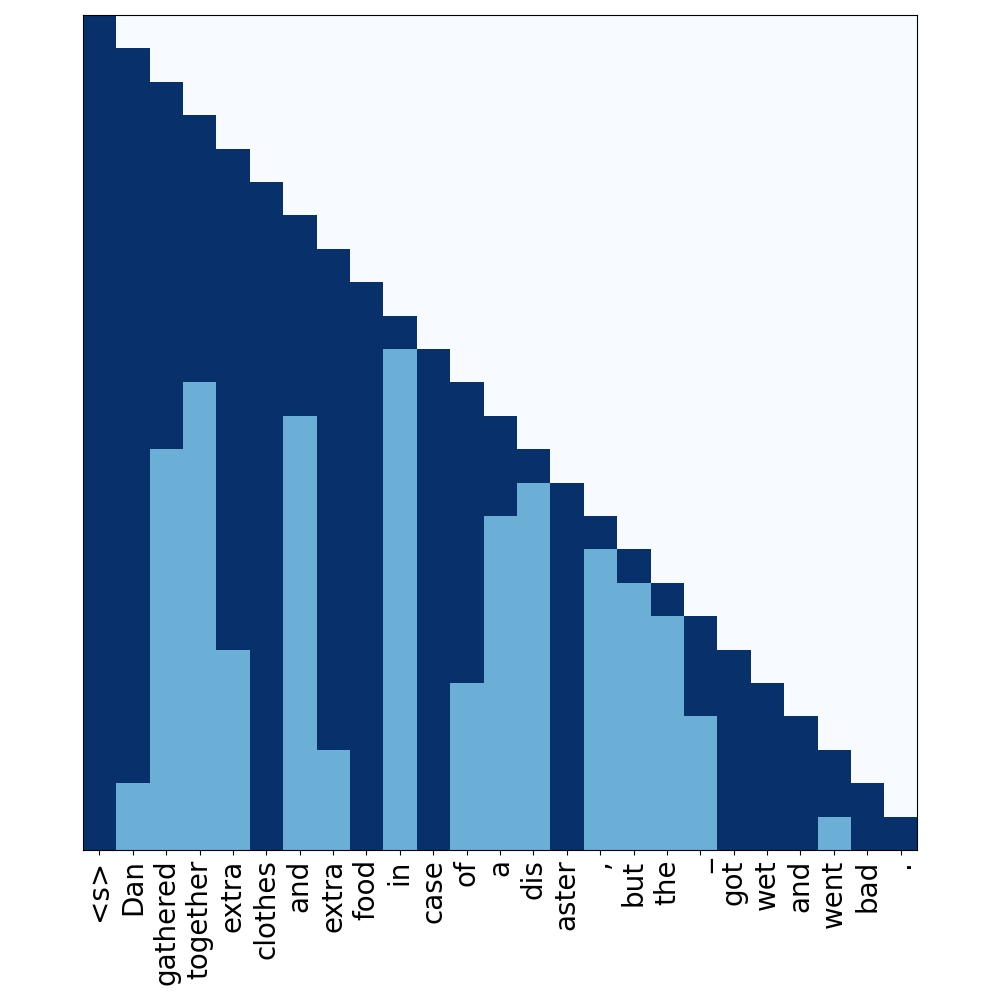 <s> Dan gathered together extra clothes and extra food in case of a dis aster , but the _ got wet and went bad .